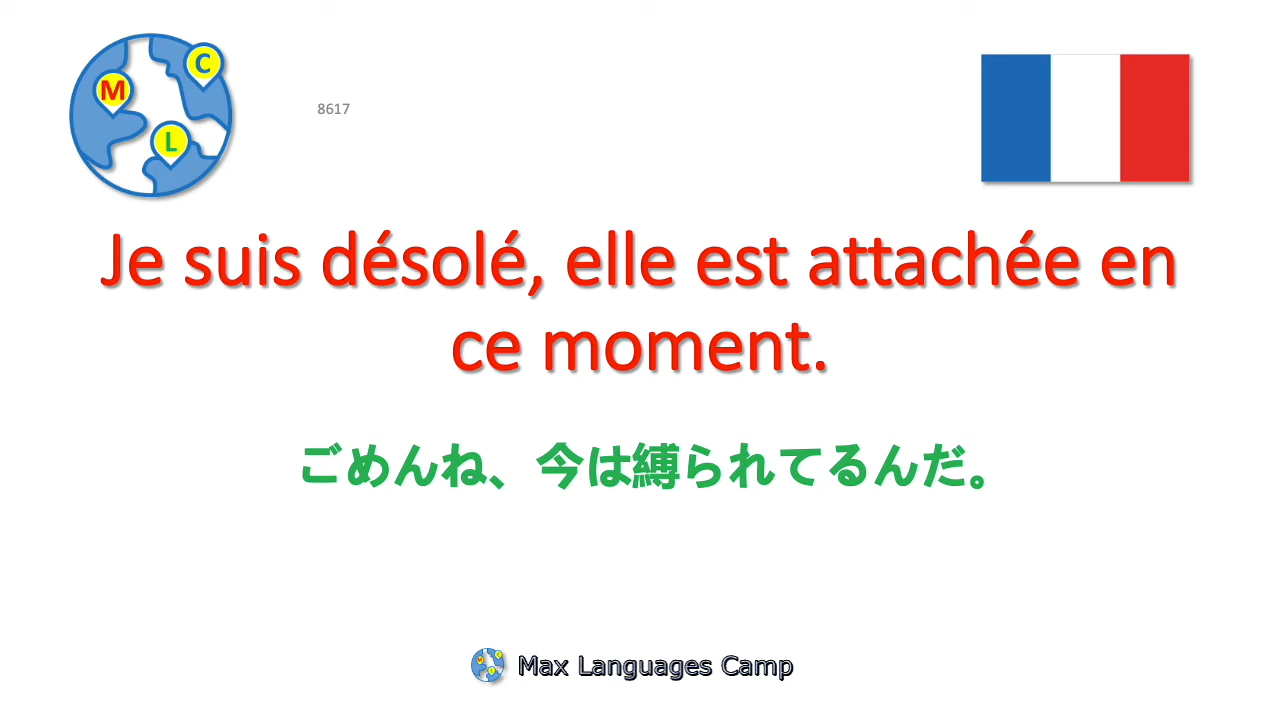 C
M
L
8617
Je suis désolé, elle est attachée en
ce moment.
ごめんね、今は縛られてるんだ。
Max Languages Camp